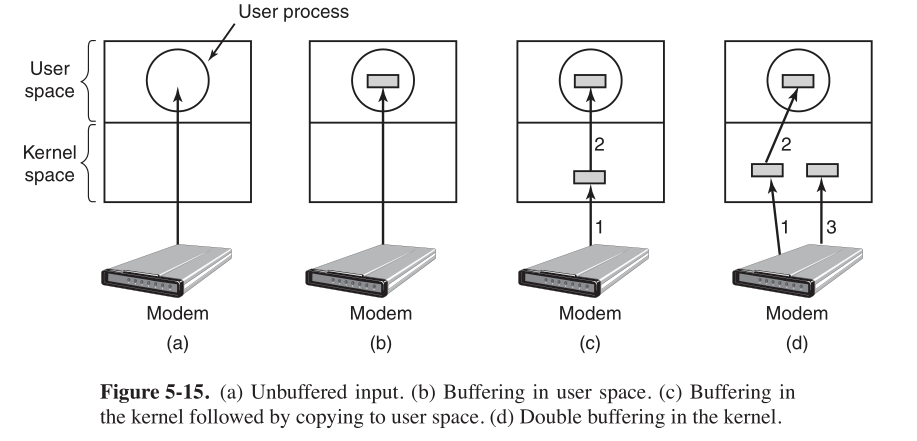 User process
User
space
Kernel
space
2
1
2
1
3
Modem
Modem
Modem
Modem
(a)
(b)
(c)
(d)
Figure 5-15. (a) Unbuffered input. (b) Buffering in user space. (c) Buffering in
the kernel followed by copying to user space. (d) Double buffering in the kernel.